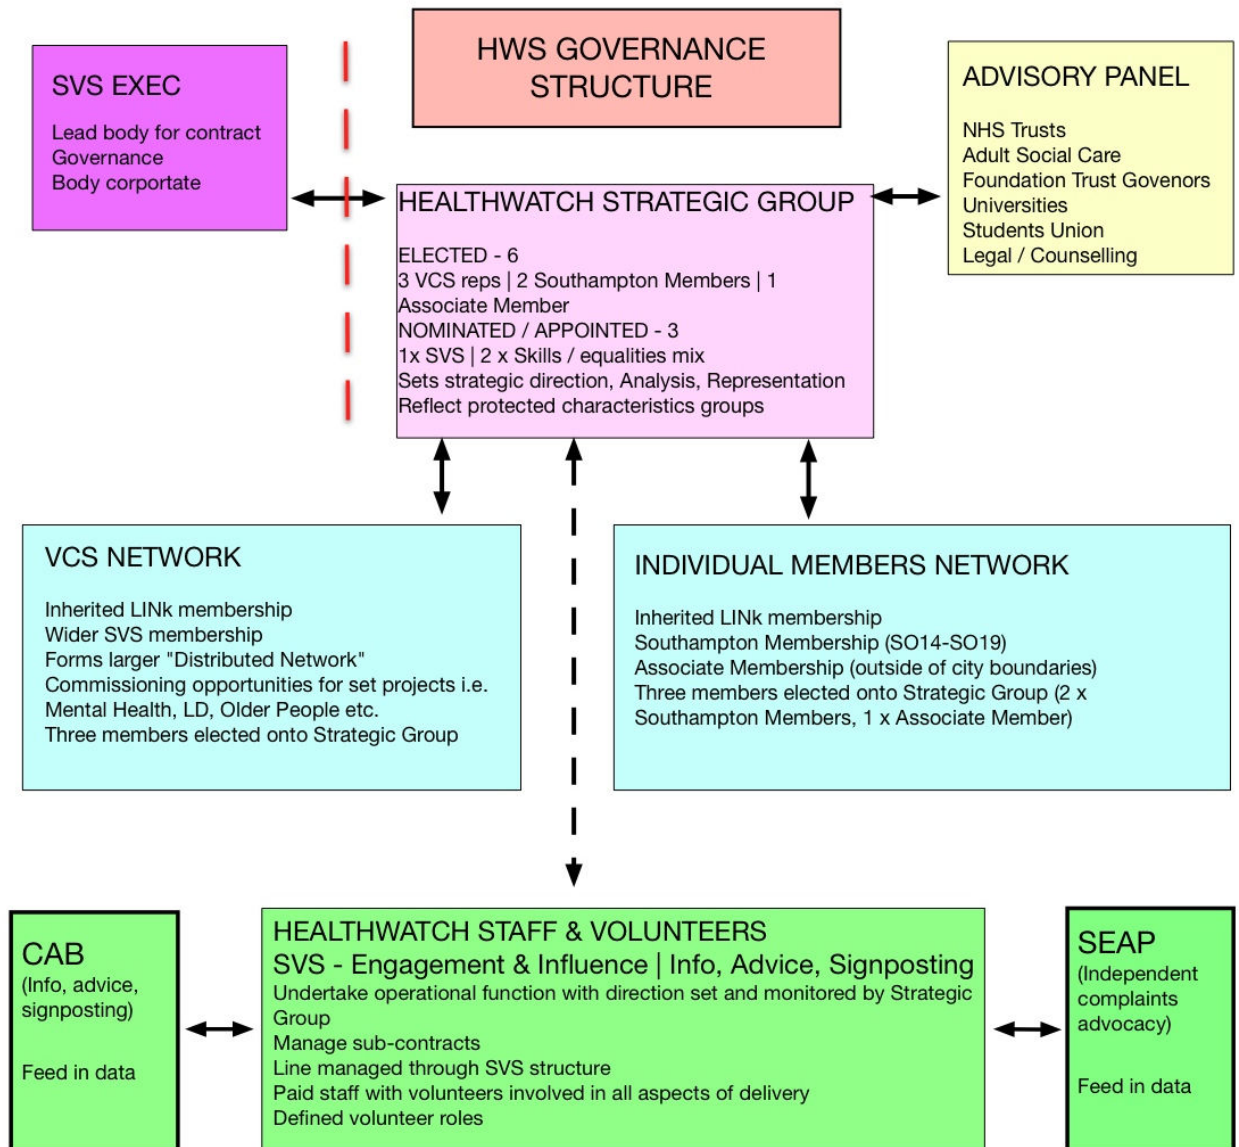 HWS GOVERNANCE
STRUCTURE
SVS EXEC
Lead body for contract
Governance
Body corportate
ADVISORY PANEL
NHS Trusts
Adult Social Care
Foundation Trust Govenors
Universities
Students Union
Legal / Counselling
HEALTHWATCH STRATEGIC GROUP
ELECTED - 6
3 VCS reps | 2 Southampton Members | 1
Associate Member
NOMINATED / APPOINTED - 3
1x SVS | 2 x Skills / equalities mix
Sets strategic direction, Analysis, Representation
Reflect protected characteristics groups
VCS NETWORK
Inherited LINk membership
Wider SVS membership
Forms larger "Distributed Network"
Commissioning opportunities for set projects i.e.
Mental Health, LD, Older People etc.
Three members elected onto Strategic Group
INDIVIDUAL MEMBERS NETWORK
Inherited LINk membership
Southampton Membership (SO14-SO19)
Associate Membership (outside of city boundaries)
Three members elected onto Strategic Group (2 x
Southampton Members, 1 x Associate Member)
CAB
(Info, advice,
signposting)
Feed in data
HEALTHWATCH STAFF & VOLUNTEERS
SVS - Engagement & Influence | Info, Advice, Signposting
Undertake operational function with direction set and monitored by Strategic
Group
Manage sub-contracts
Line managed through SVS structure
Paid staff with volunteers involved in all aspects of delivery
Defined volunteer roles
SEAP
(Independent
complaints
advocacy)
Feed in data